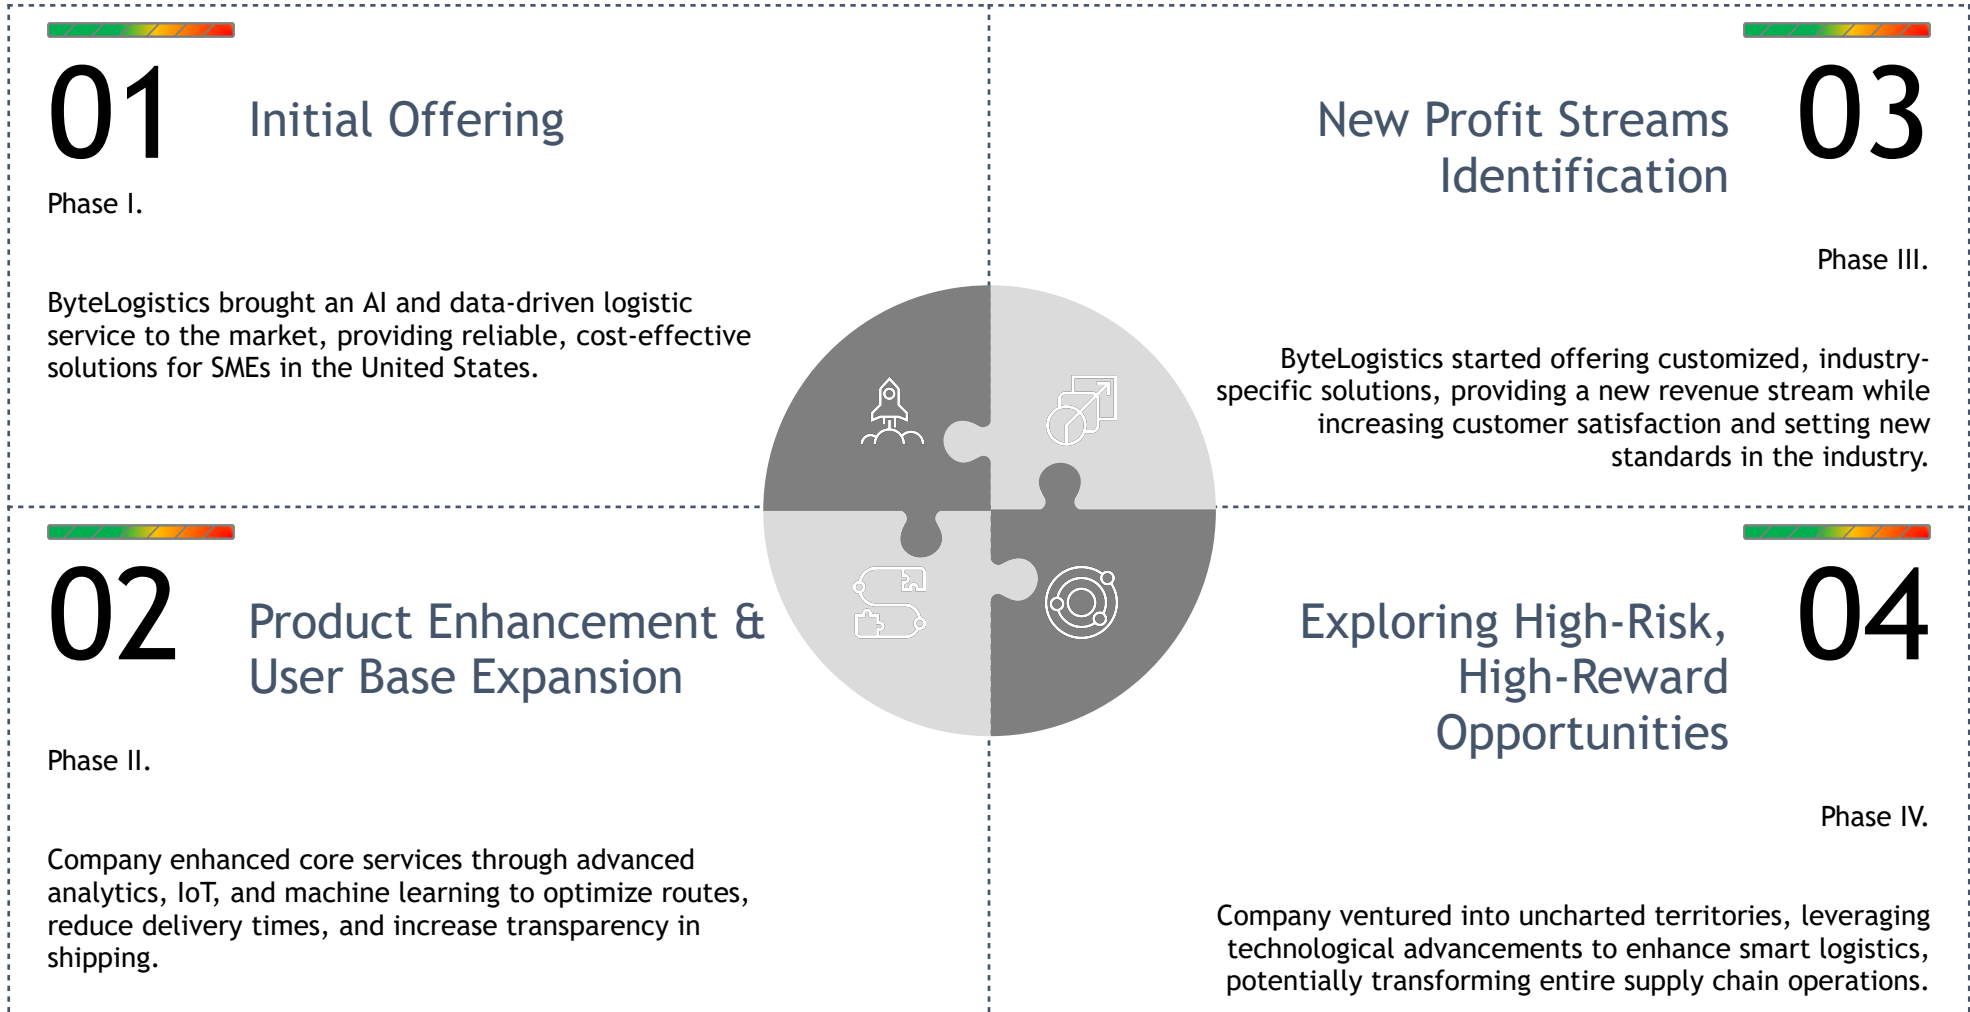 01
Initial Offering
Phase I.
ByteLogistics brought an AI and data-driven logistic
service to the market, providing reliable, cost-effective
solutions for SMEs in the United States.
02
Product Enhancement &
User Base Expansion
Phase II.
Company enhanced core services through advanced
analytics, IoT, and machine learning to optimize routes,
reduce delivery times, and increase transparency in
shipping.
03
New Profit Streams
Identification
Phase III.
ByteLogistics started offering customized, industry-
specific solutions, providing a new revenue stream while
increasing customer satisfaction and setting new
standards in the industry.
04
Exploring High-Risk,
High-Reward
Opportunities
Phase IV.
Company ventured into uncharted territories, leveraging
technological advancements to enhance smart logistics,
potentially transforming entire supply chain operations.